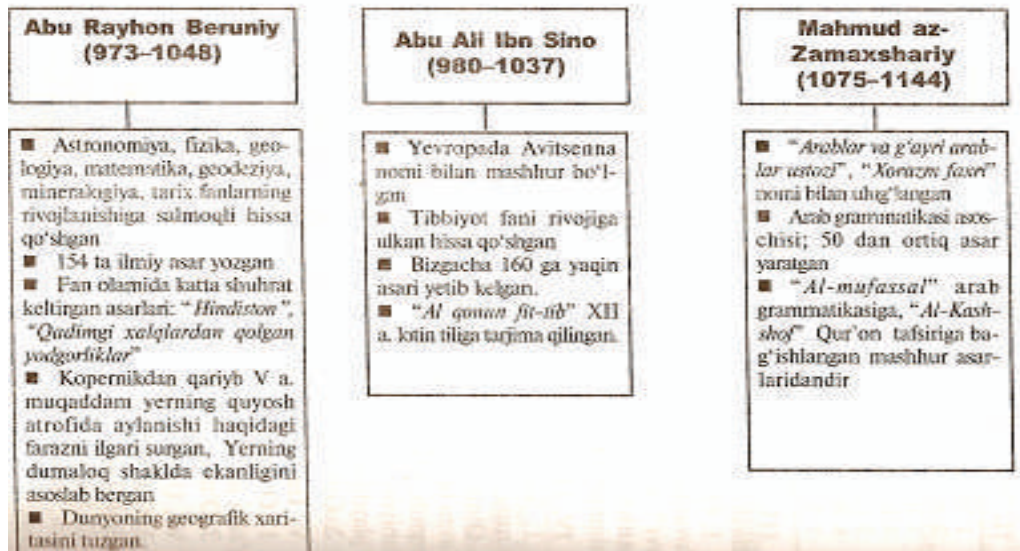 Abu Rayhon Beruniy
(973–1048)
■ Astronomiya, fizika, geo-
logiya, matematika, geodeziya,
mineralogiya, tarix fanlarning
rivojlanishiga salmoqli hissa
qo‘shgan
■ 154 ta ilmiy asar yozgan
■ Fan olamida katta shuhrat
keltirgan asarlari: “Hindiston”,
“Qadimgi xalqlardan qolgan
yodgorliklar”
■ Kopernikdan qariyb V a.
muqaddam yerning quyosh
atrofida aylanishi haqidagi
farazni ilgari surgan, Yerning
dumaloq shaklda ekanligini
asoslab bergan
■ Dunyoning geografik xari-
tasini tuzgan.
Abu Ali Ibn Sino
(980–1037)
■ Yevropada Avitsenna
nomi bilan mashhur bo‘l-
gan
■ Tibbiyot fani rivojiga
ulkan hissa qo‘shgan
■ Bizgacha 160 ga yaqin
asari yetib kelgan.
■ “Al qonun fit-tib” XII
a. lotin tiliga tarjima qilingan.
Mahmud az-
Zamaxshariy
(1075–1144)
■ “Arablar va g‘ayri arab-
lar ustozi”, “Xorazm faxri”
nomi bilan ulug‘langan
■ Arab grammatikasi asos-
chisi; 50 dan ortiq asar
yaratgan
■ “Al-mufassal” arab
grammatikasiga, “Al-Kash-
shof” Qur’on tafsiriga ba-
g‘ishlangan mashhur asar-
laridandir